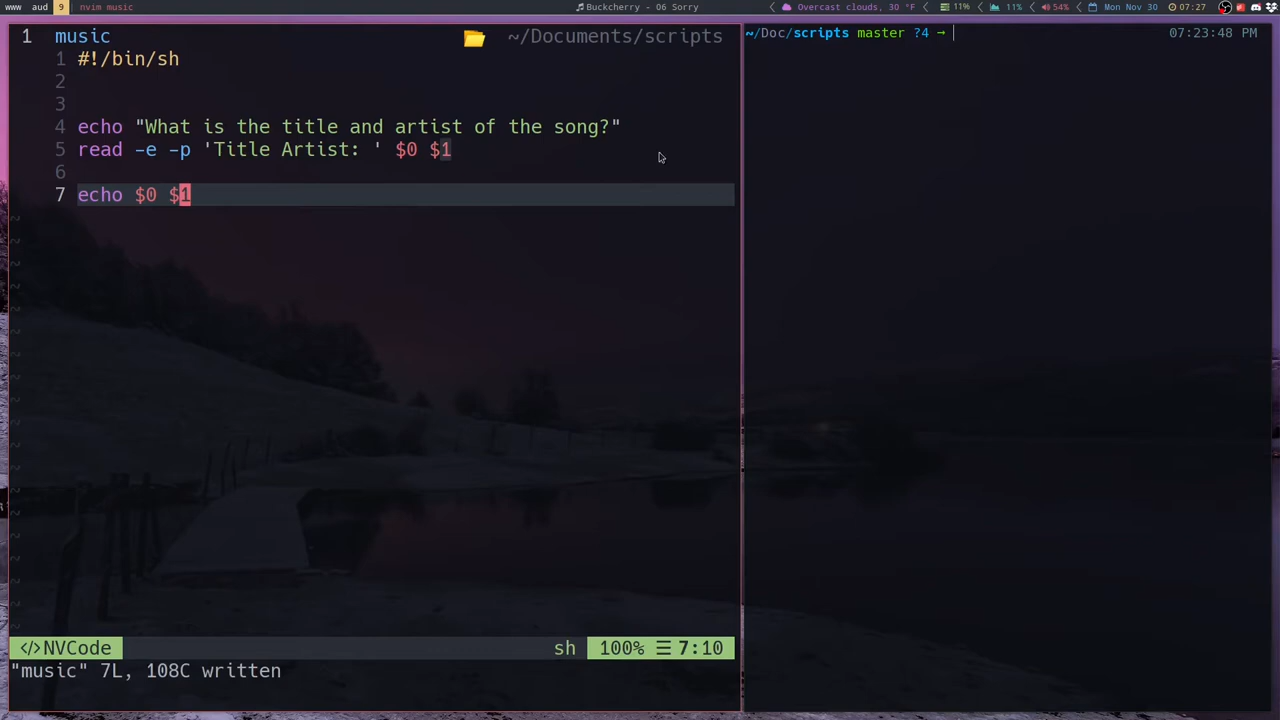 www aud 9 nvim music Buckcherry - 06 Sorry Overcast clouds, 30 °F 11% 11% 54% Mon Nov 30 07:27
1 music ~/Documents/scripts
1 #!/bin/sh
2
3
4 echo "What is the title and artist of the song?"
5 read -e -p 'Title Artist: ' $0 $1
6
7 echo $0 $1
</>NVCode sh 100% ☰ 7:10
"music" 7L, 108C written
~/Doc/scripts master ?4 → 07:23:48 PM